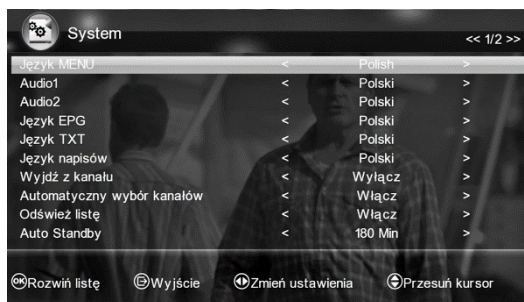 System
<< 1/2 >>
Język MENU < Polish >
Audio1 < Polski >
Audio2 < Polski >
Język EPG < Polski >
Język TXT < Polski >
Język napisów < Polski >
Wyjdź z kanału < Wyłącz >
Automatyczny wybór kanałów < Włącz >
Odśwież listę < Włącz >
Auto Standby < 180 Min >
OK Rozwiń listę Wyjście Zmień ustawienia Przesuń kursor